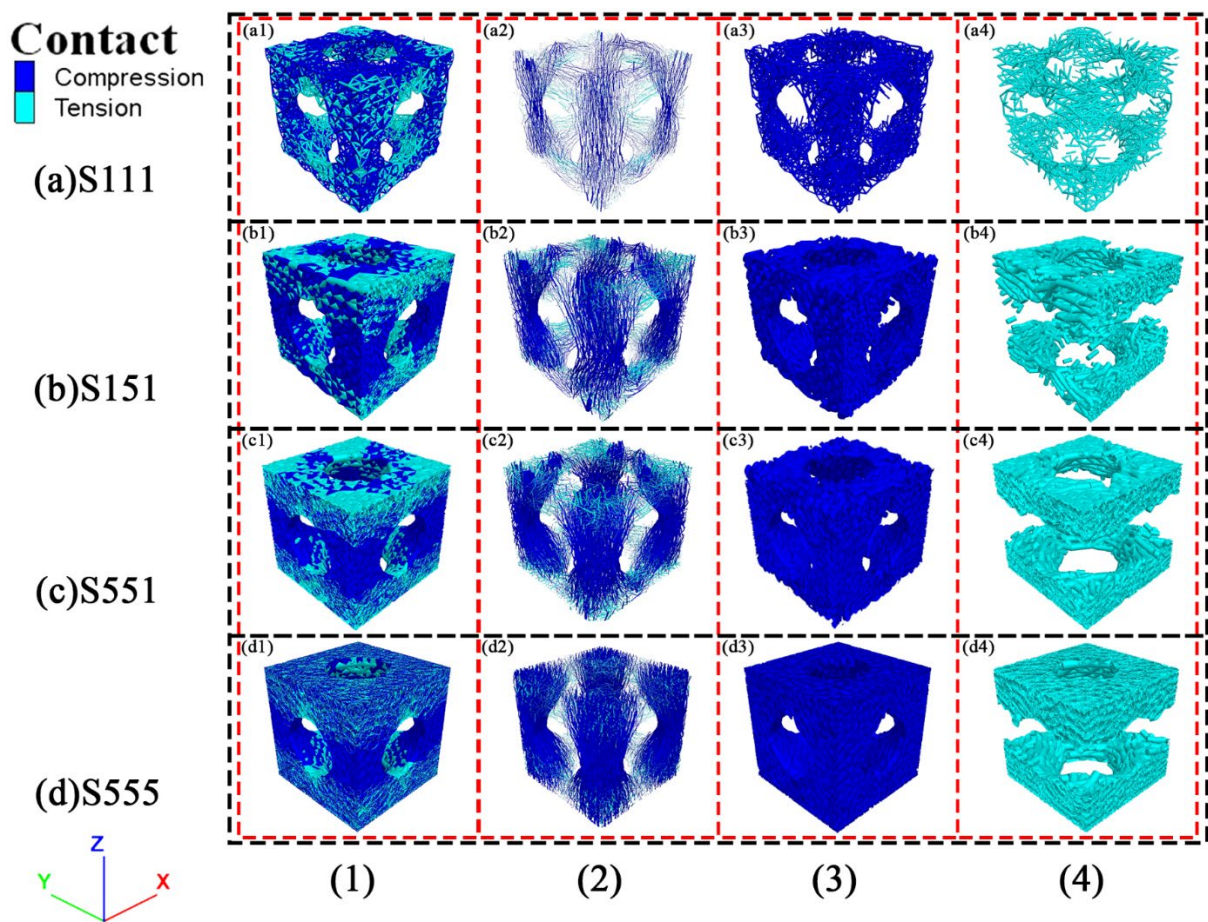 Contact
Compression
Tension
(a)S111
(b)S151
(c)S551
(d)S555
(a1) (a2) (a3) (a4)
(b1) (b2) (b3) (b4)
(c1) (c2) (c3) (c4)
(d1) (d2) (d3) (d4)
Z
Y X
(1) (2) (3) (4)